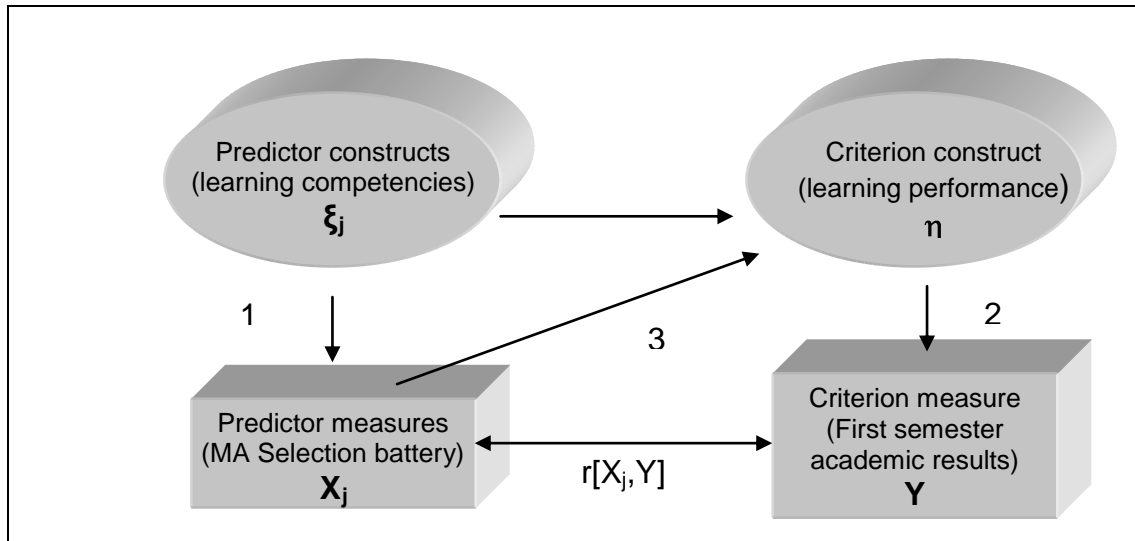 Predictor constructs
(learning competencies)
ξj
Criterion construct
(learning performance)
η
1
2
3
Predictor measures
(MA Selection battery)
Xj
r[Xj,Y]
Criterion measure
(First semester
academic results)
Y